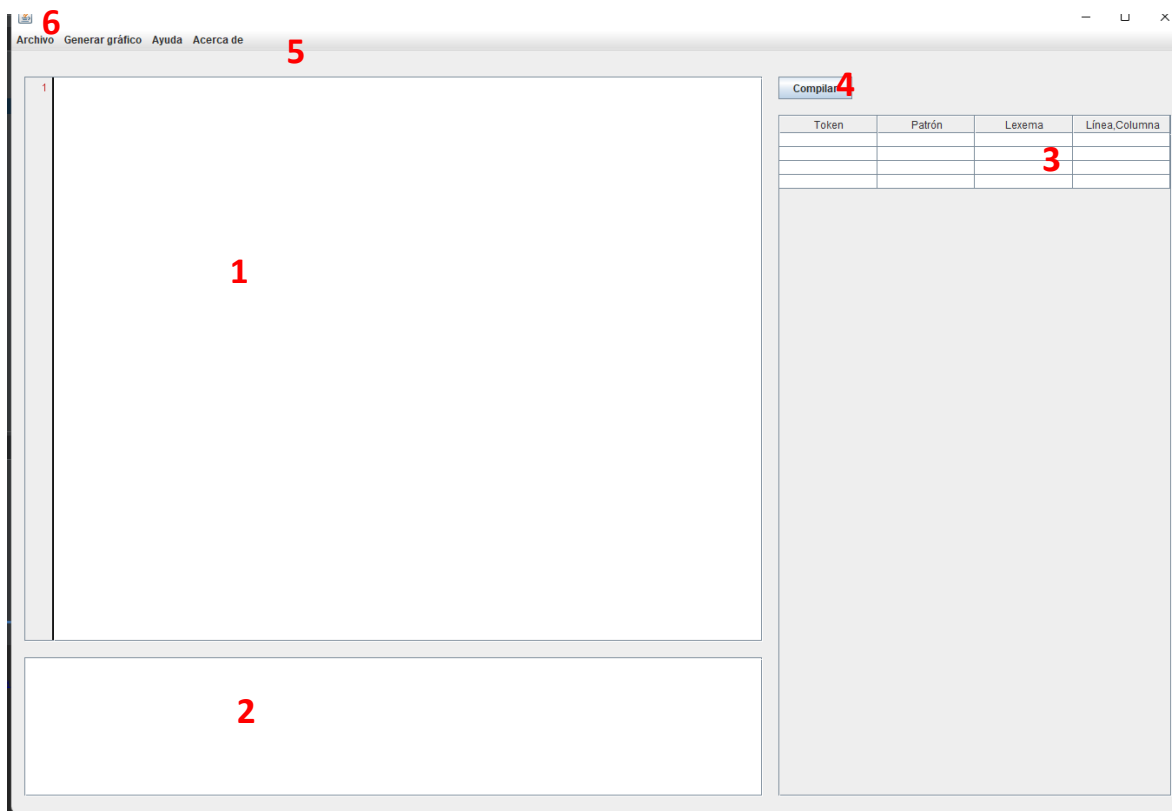 6
Archivo Generar gráfico Ayuda Acerca de
5
1
Compilar 4
Token Patrón Lexema Línea,Columna
3
1
2